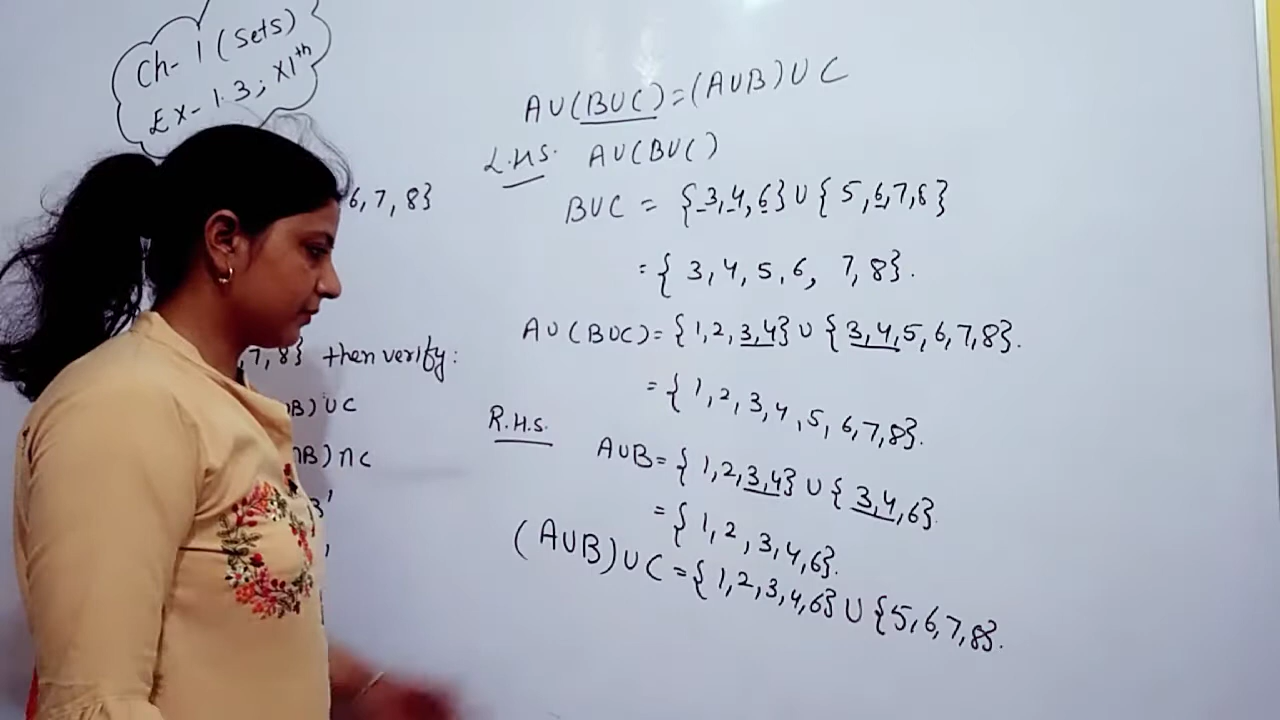 Ch-1 (Sets)
Ex-1.3; XIth
6, 7, 8}
7, 8} then verify:
B) ∪ C
∩B) ∩ C
B'
A∪(B∪C)=(A∪B)∪C
L.H.S. A∪(B∪C)
B∪C = {3,4,6} ∪ {5,6,7,8}
= {3,4,5,6, 7,8}.
A∪(B∪C)= {1,2,3,4} ∪ {3,4,5,6,7,8}.
= {1,2,3,4,5,6,7,8}.
R.H.S.
A∪B= {1,2,3,4} ∪ {3,4,6}.
= {1,2,3,4,6}.
(A∪B)∪C = {1,2,3,4,6} ∪ {5,6,7,8}.